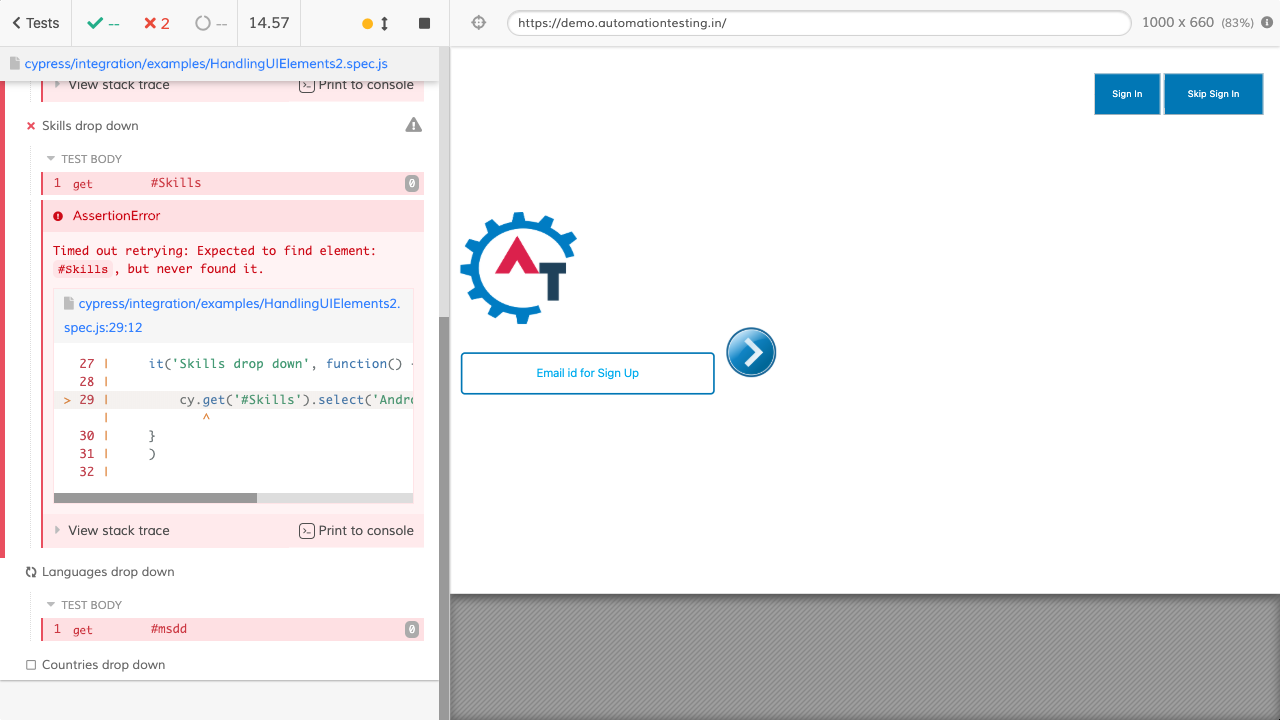 Tests
--
2
--
14.57
https://demo.automationtesting.in/
1000 x 660 (83%)
cypress/integration/examples/HandlingUIElements2.spec.js
View stack trace
Print to console
Skills drop down
TEST BODY
1 get #Skills 0
AssertionError
Timed out retrying: Expected to find element:
#Skills, but never found it.
cypress/integration/examples/HandlingUIElements2.
spec.js:29:12
27 | it('Skills drop down', function()
28 |
> 29 | cy.get('#Skills').select('Andro
| ^
30 | }
31 | )
32 |
View stack trace
Print to console
Languages drop down
TEST BODY
1 get #msdd 0
Countries drop down
Sign In
Skip Sign In
AT
Email id for Sign Up